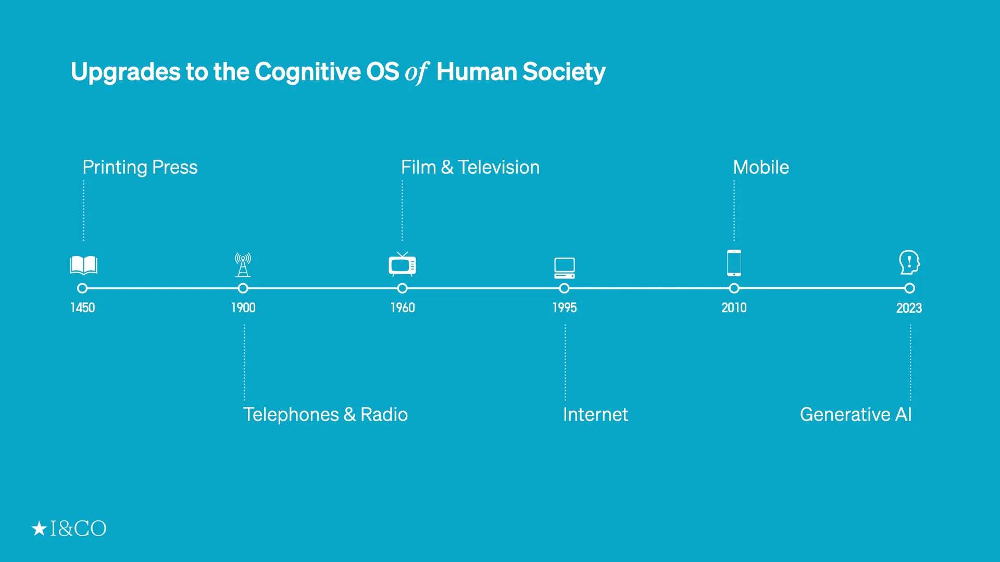 Upgrades to the Cognitive OS of Human Society
Printing Press
Film & Television
Mobile
1450
1900
1960
1995
2010
2023
Telephones & Radio
Internet
Generative AI
★I&CO